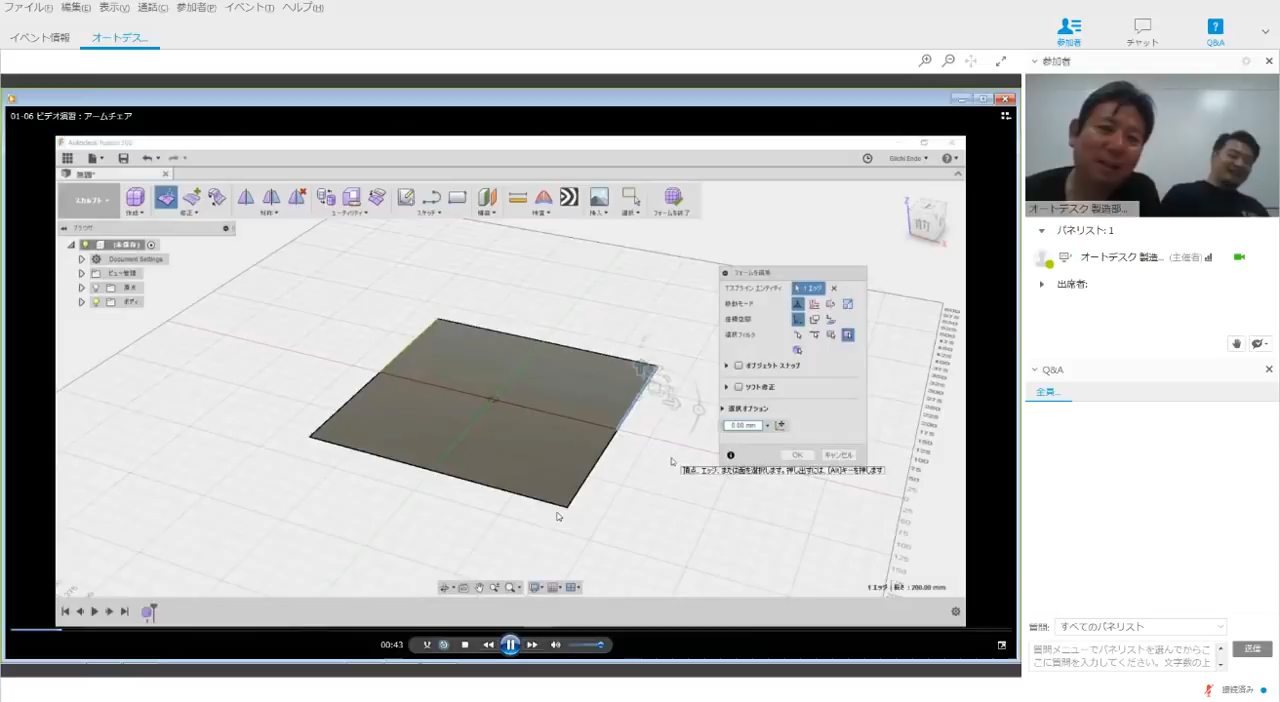 ファイル(F) 編集(E) 表示(V) 通話(C) 参加者(P) イベント(T) ヘルプ(H)
イベント情報 オートデス...
参加者 チャット Q&A
参加者
01-06 ビデオ演習：アームチェア
Autodesk Fusion 360
Giichi Endo
無題*
スカルプト
作成 修正 対称 ユーティリティ スケッチ 構築 検査 挿入 選択 フォームを終了
ブラウザ
(未保存)
Document Settings
ビュー管理
原点
ボディ
前
Z
X
フォームを編集
Tスプライン エンティティ 1 エッジ
移動モード
座標空間
選択フィルタ
オブジェクト スナップ
ソフト修正
選択オプション
0.00 mm
OK キャンセル
頂点、エッジ、または面を選択します。押し出すには、[Alt]キーを押します
1 エッジ | 長さ : 200.00 mm
00:43
オートデスク 製造部...
パネリスト: 1
オートデスク 製造... (主催者)
出席者:
Q&A
全員...
質問: すべてのパネリスト
質問メニューでパネリストを選んでからこ
こに質問を入力してください。文字数の上
送信
接続済み